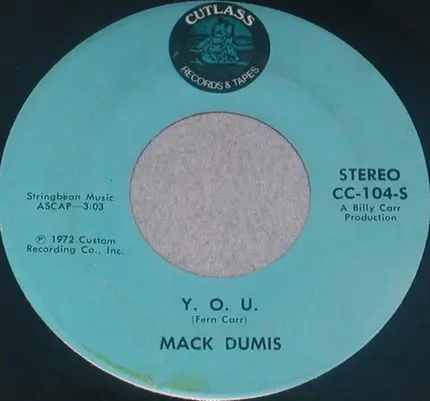 CUTLASS
RECORDS & TAPES
Stringbean Music
ASCAP—3:03
℗ 1972 Custom
Recording Co., Inc.
STEREO
CC-104-S
A Billy Carr
Production
Y. O. U.
(Fern Carr)
MACK DUMIS